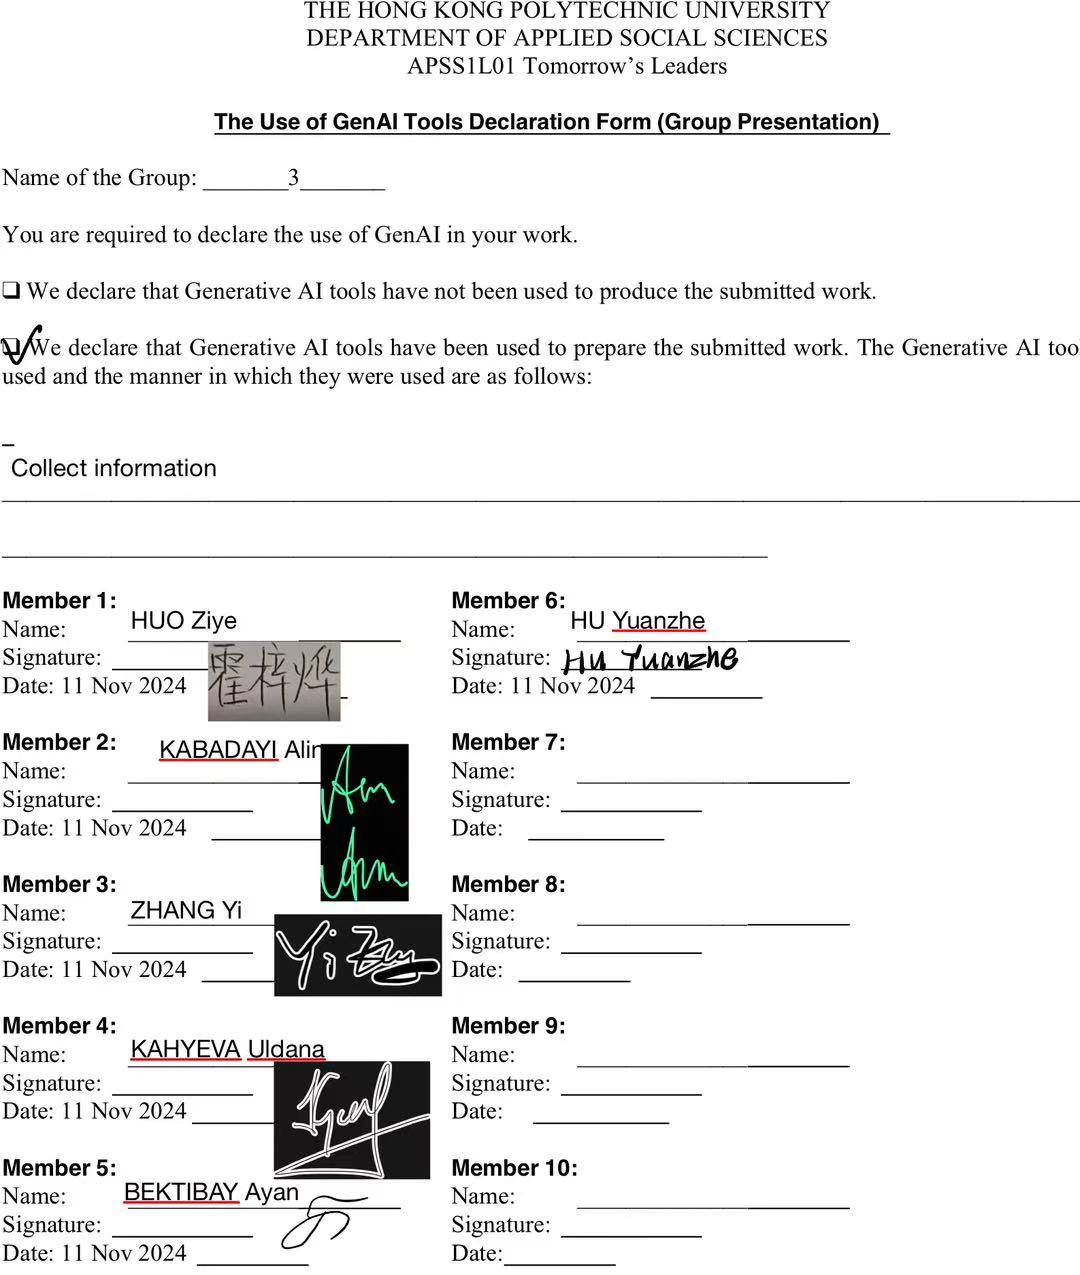 THE HONG KONG POLYTECHNIC UNIVERSITY
DEPARTMENT OF APPLIED SOCIAL SCIENCES
APSS1L01 Tomorrow's Leaders
The Use of GenAI Tools Declaration Form (Group Presentation)
Name of the Group: _______3_______
You are required to declare the use of GenAI in your work.
❑ We declare that Generative AI tools have not been used to produce the submitted work.
❑ We declare that Generative AI tools have been used to prepare the submitted work. The Generative AI too
used and the manner in which they were used are as follows:
Collect information
Member 1:
Name: HUO Ziye
Signature: 霍梓烨
Date: 11 Nov 2024
Member 2:
Name: KABADAYI Alin
Signature:
Date: 11 Nov 2024
Member 3:
Name: ZHANG Yi
Signature: Yi
Date: 11 Nov 2024
Member 4:
Name: KAHYEVA Uldana
Signature:
Date: 11 Nov 2024
Member 5:
Name: BEKTIBAY Ayan
Signature:
Date: 11 Nov 2024
Member 6:
Name: HU Yuanzhe
Signature: Hu Yuanzhe
Date: 11 Nov 2024
Member 7:
Name:
Signature:
Date:
Member 8:
Name:
Signature:
Date:
Member 9:
Name:
Signature:
Date:
Member 10:
Name:
Signature:
Date: